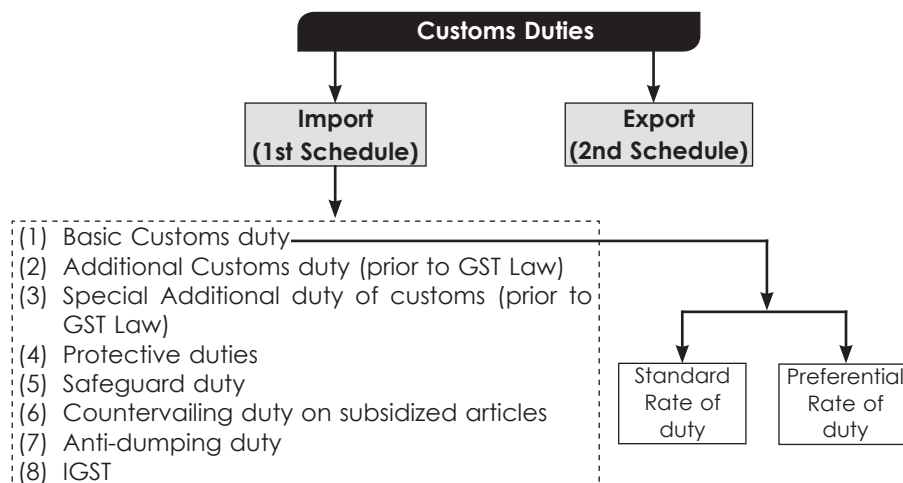 Customs Duties
Import
(1st Schedule)
Export
(2nd Schedule)
(1) Basic Customs duty
(2) Additional Customs duty (prior to GST Law)
(3) Special Additional duty of customs (prior to
GST Law)
(4) Protective duties
(5) Safeguard duty
(6) Countervailing duty on subsidized articles
(7) Anti-dumping duty
(8) IGST
Standard
Rate of
duty
Preferential
Rate of
duty